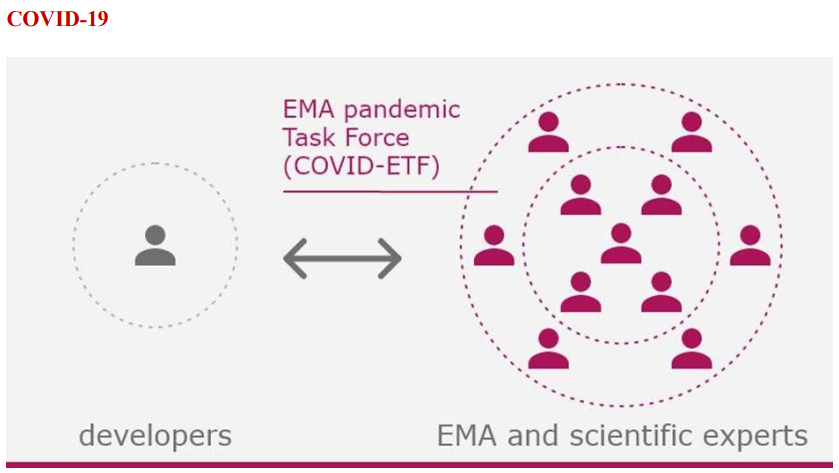 COVID-19
EMA pandemic
Task Force
(COVID-ETF)
developers
EMA and scientific experts